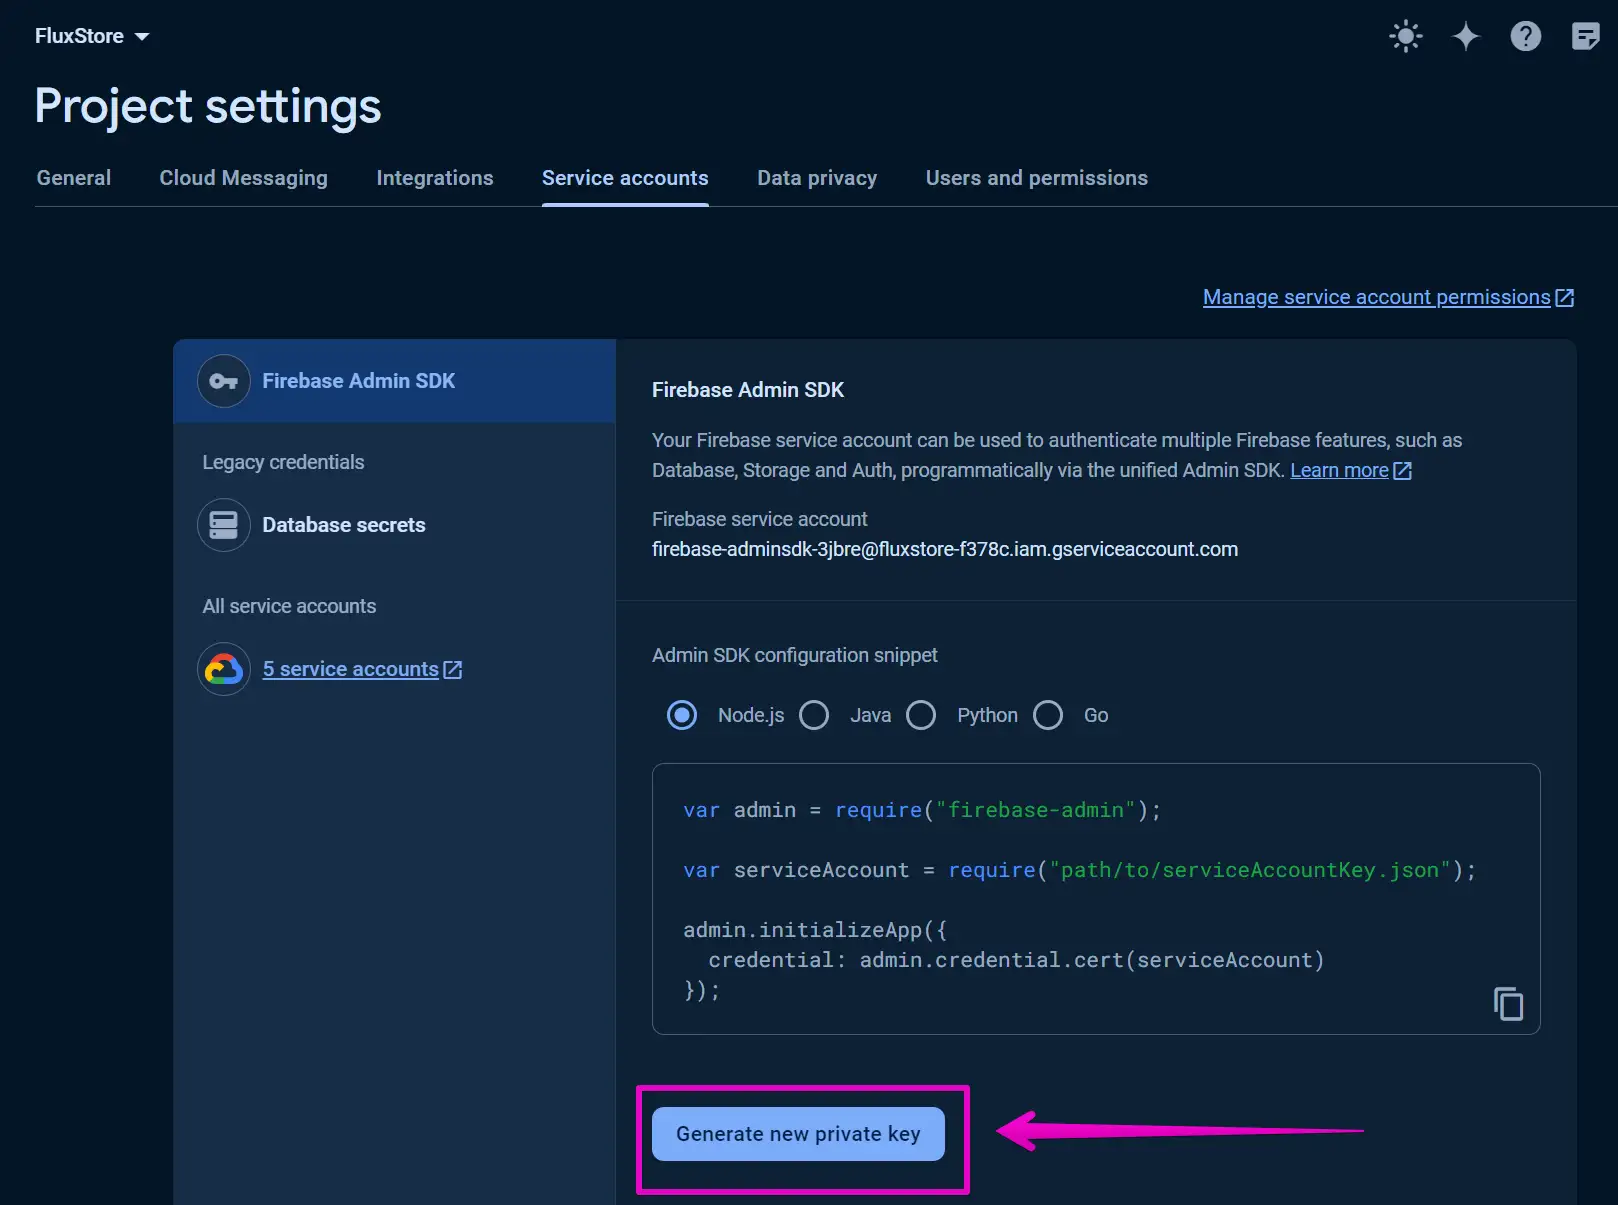 FluxStore
Project settings
General Cloud Messaging Integrations Service accounts Data privacy Users and permissions
Manage service account permissions
Firebase Admin SDK
Legacy credentials
Database secrets
All service accounts
5 service accounts
Firebase Admin SDK
Your Firebase service account can be used to authenticate multiple Firebase features, such as
Database, Storage and Auth, programmatically via the unified Admin SDK. Learn more
Firebase service account
firebase-adminsdk-3jbre@fluxstore-f378c.iam.gserviceaccount.com
Admin SDK configuration snippet
Node.js Java Python Go
var admin = require("firebase-admin");
var serviceAccount = require("path/to/serviceAccountKey.json");
admin.initializeApp({
  credential: admin.credential.cert(serviceAccount)
});
Generate new private key